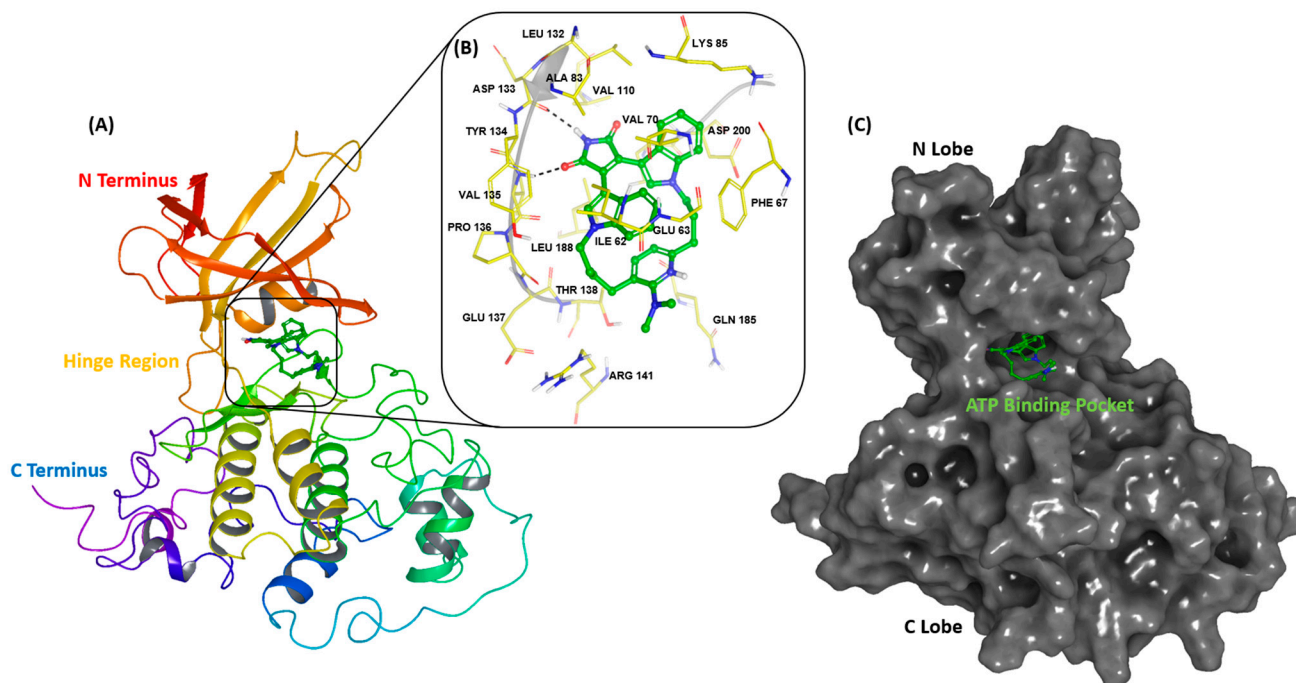 (A)
N Terminus
Hinge Region
C Terminus
(B)
LEU 132
LYS 85
ALA 83
ASP 133
VAL 110
TYR 134
VAL 70
ASP 200
VAL 135
PHE 67
PRO 136
GLU 63
LEU 188
ILE 62
THR 138
GLU 137
GLN 185
ARG 141
(C)
N Lobe
ATP Binding Pocket
C Lobe